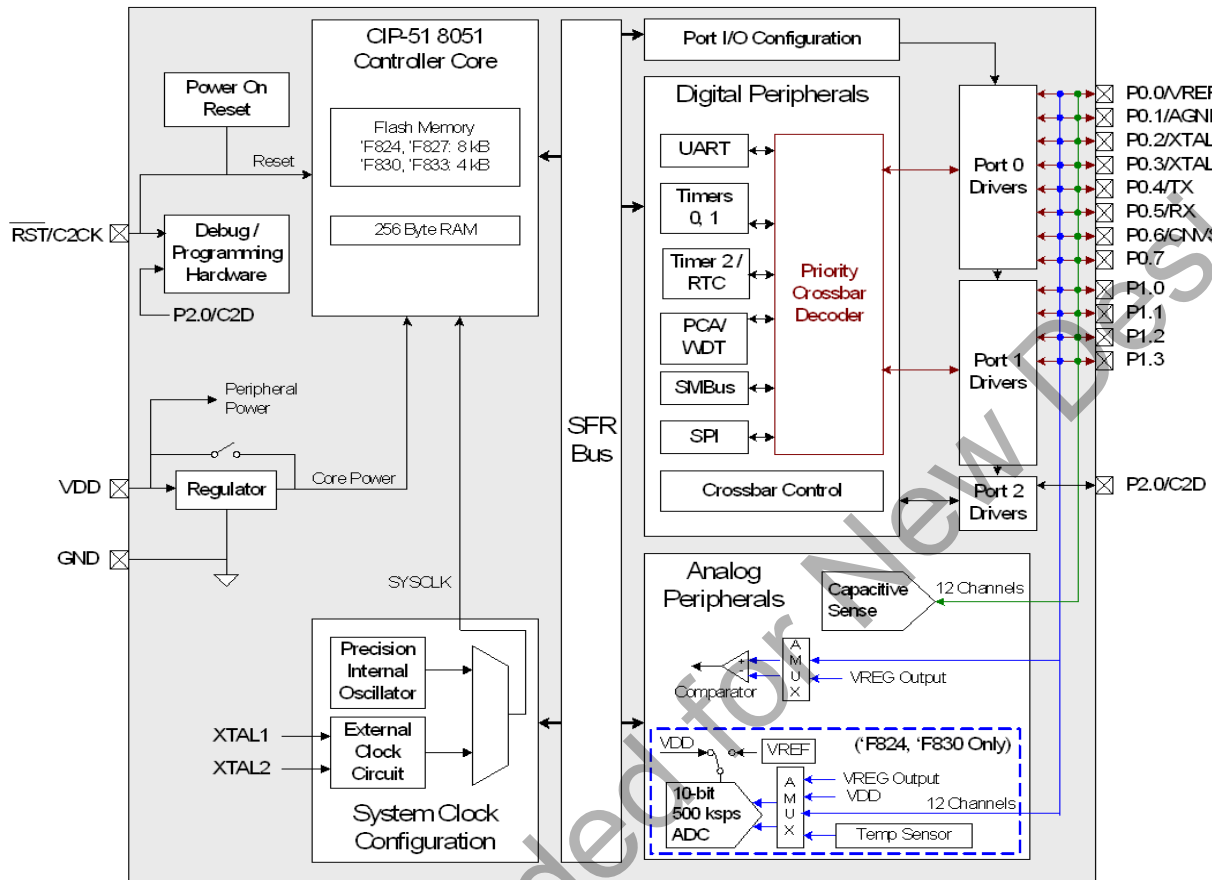 CIP-51 8051
Controller Core
Flash Memory
'F824, 'F827: 8 kB
'F830, 'F833: 4 kB
256 Byte RAM
Power On
Reset
Reset
RST/C2CK
Debug /
Programming
Hardware
P2.0/C2D
Peripheral
Power
VDD
Regulator
Core Power
GND
SYSCLK
Precision
Internal
Oscillator
XTAL1
XTAL2
External
Clock
Circuit
System Clock
Configuration
SFR
Bus
Port I/O Configuration
Digital Peripherals
UART
Timers
0, 1
Timer 2 /
RTC
PCA/
WDT
SMBus
SPI
Priority
Crossbar
Decoder
Crossbar Control
Port 0
Drivers
Port 1
Drivers
Port 2
Drivers
P0.0/VREF
P0.1/AGND
P0.2/XTAL
P0.3/XTAL
P0.4/TX
P0.5/RX
P0.6/CNVS
P0.7
P1.0
P1.1
P1.2
P1.3
P2.0/C2D
Analog
Peripherals
Capacitive
Sense
12 Channels
AMUX
VREG Output
+
-
Comparator
('F824, 'F830 Only)
VDD
VREF
10-bit
500 ksps
ADC
AMUX
VREG Output
VDD
12 Channels
Temp Sensor
ded for New Desi